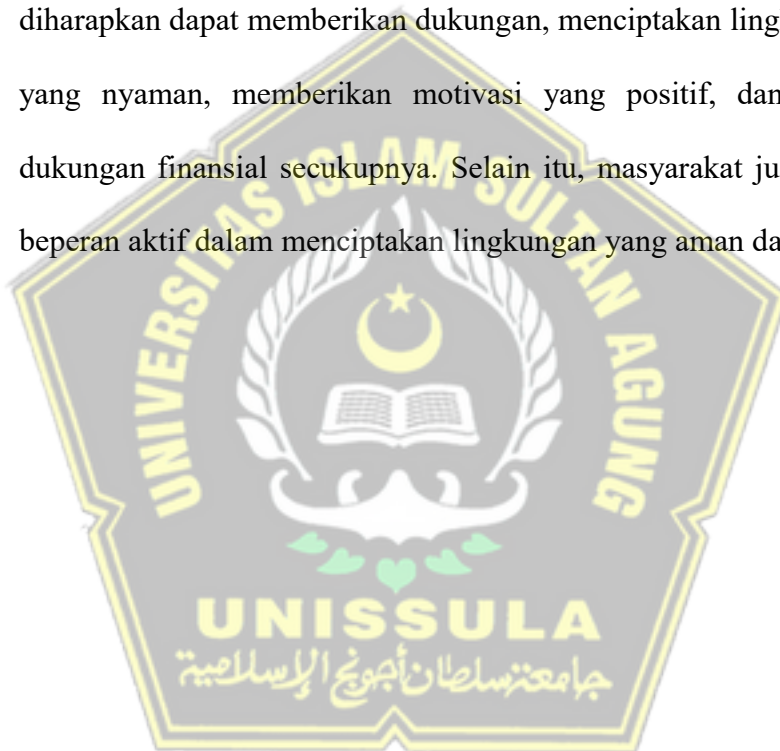 diharapkan dapat memberikan dukungan, menciptakan ling
yang nyaman, memberikan motivasi yang positif, dan
dukungan finansial secukupnya. Selain itu, masyarakat ju
beperan aktif dalam menciptakan lingkungan yang aman da
UNIVERSITAS ISLAM SULTAN AGUNG
UNISSULA
جامعة سلطان أجونج الإسلامية